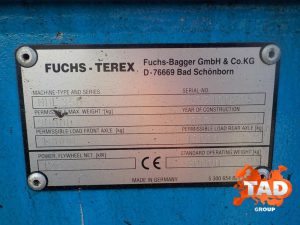 FUCHS - TEREX
Fuchs-Bagger GmbH & Co.KG
D-76669 Bad Schönborn
MACHINE-TYPE AND SERIES
SERIAL-NO.
PERMISSIBLE MAX. WEIGHT [kg]
YEAR OF CONSTRUCTION
PERMISSIBLE LOAD FRONT AXLE [kg]
PERMISSIBLE LOAD REAR AXLE [kg]
POWER, FLYWHEEL NET [kW]
CE
STANDARD OPERATING WEIGHT [kg]
MADE IN GERMANY
TAD
GROUP